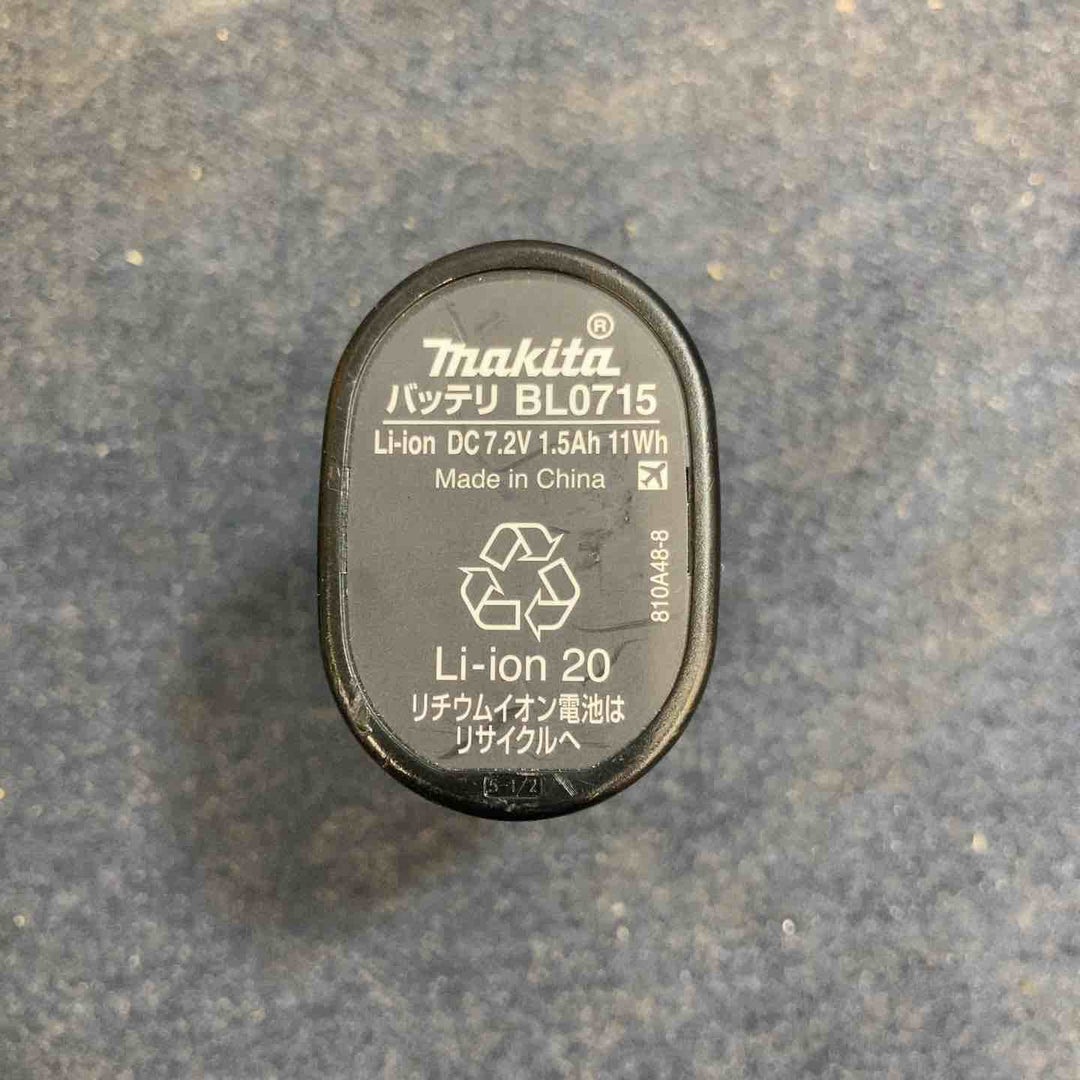 makita®
バッテリ BL0715
Li-ion DC 7.2V 1.5Ah 11Wh
Made in China
810A48-8
Li-ion 20
リチウムイオン電池は
リサイクルへ
5-1/2